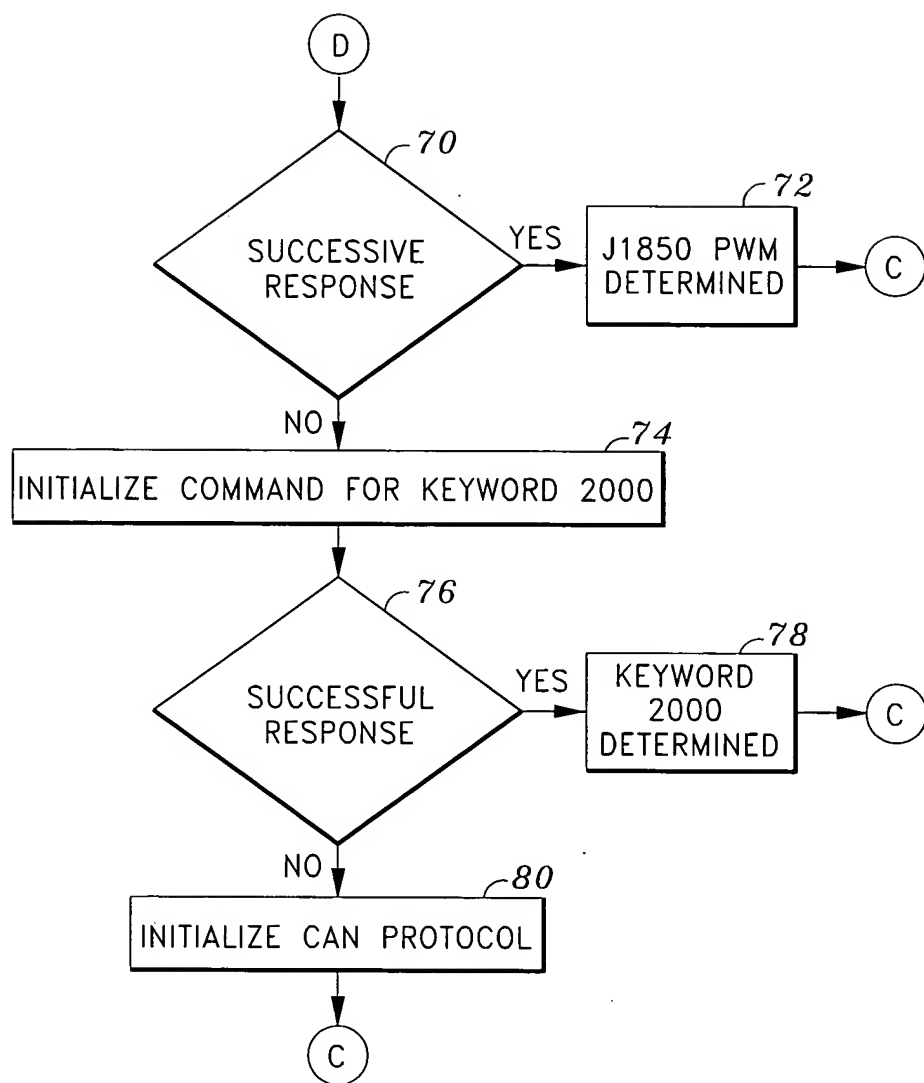 D
70
SUCCESSIVE
RESPONSE
YES
72
J1850 PWM
DETERMINED
C
NO
74
INITIALIZE COMMAND FOR KEYWORD 2000
76
SUCCESSFUL
RESPONSE
YES
78
KEYWORD
2000
DETERMINED
C
NO
80
INITIALIZE CAN PROTOCOL
C